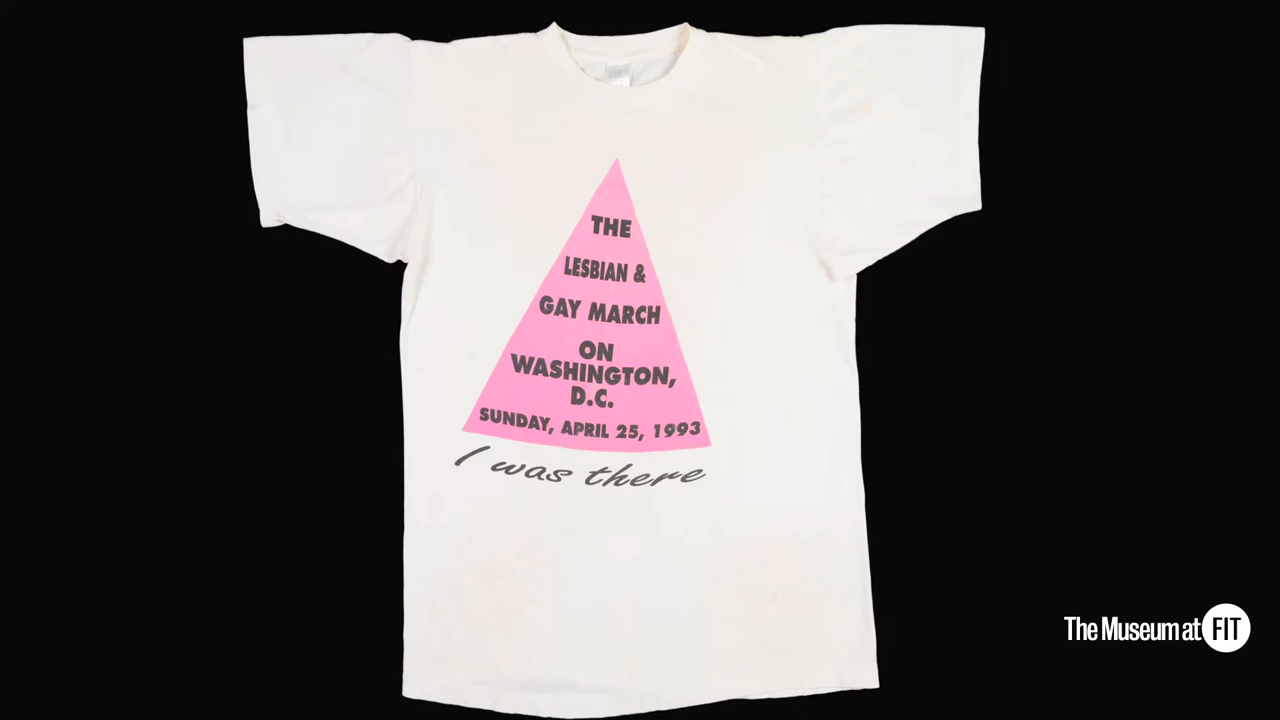 THE
LESBIAN &
GAY MARCH
ON
WASHINGTON,
D.C.
SUNDAY, APRIL 25, 1993
I was there
The Museum at FIT